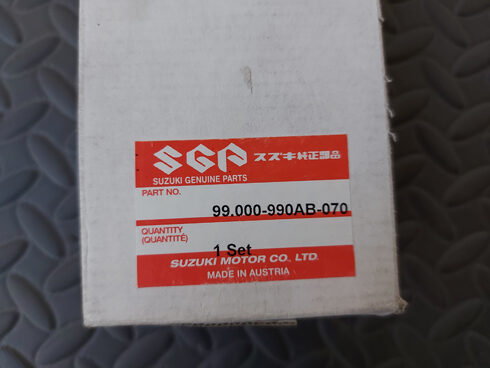 SGP スズキ純正部品
SUZUKI GENUINE PARTS
PART NO.
99.000-990AB-070
QUANTITY
(QUANTITÉ)
1 Set
SUZUKI MOTOR CO., LTD.
MADE IN AUSTRIA